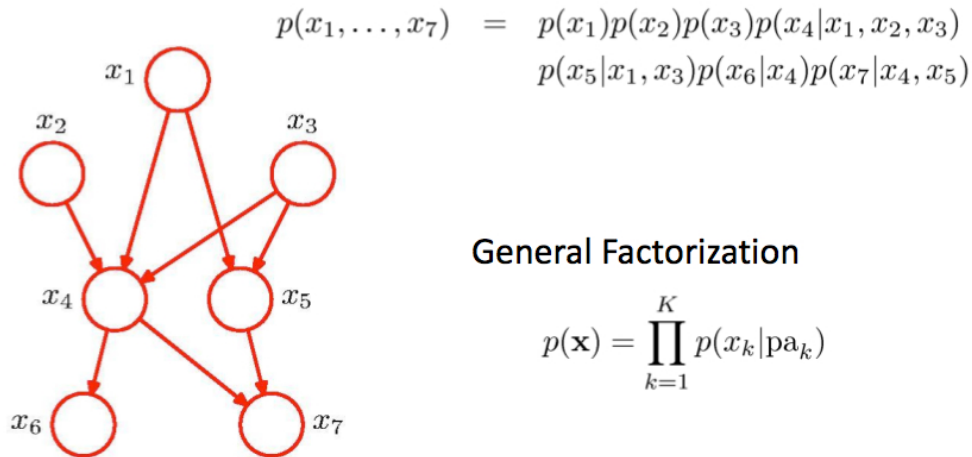 p(x₁, . . . , x₇) = p(x₁)p(x₂)p(x₃)p(x₄|x₁, x₂, x₃)
p(x₅|x₁, x₃)p(x₆|x₄)p(x₇|x₄, x₅)
x₁
x₂ x₃
General Factorization
x₄ x₅
p(𝐱) = ∏ₖ₌₁ᴷ p(xₖ|paₖ)
x₆ x₇